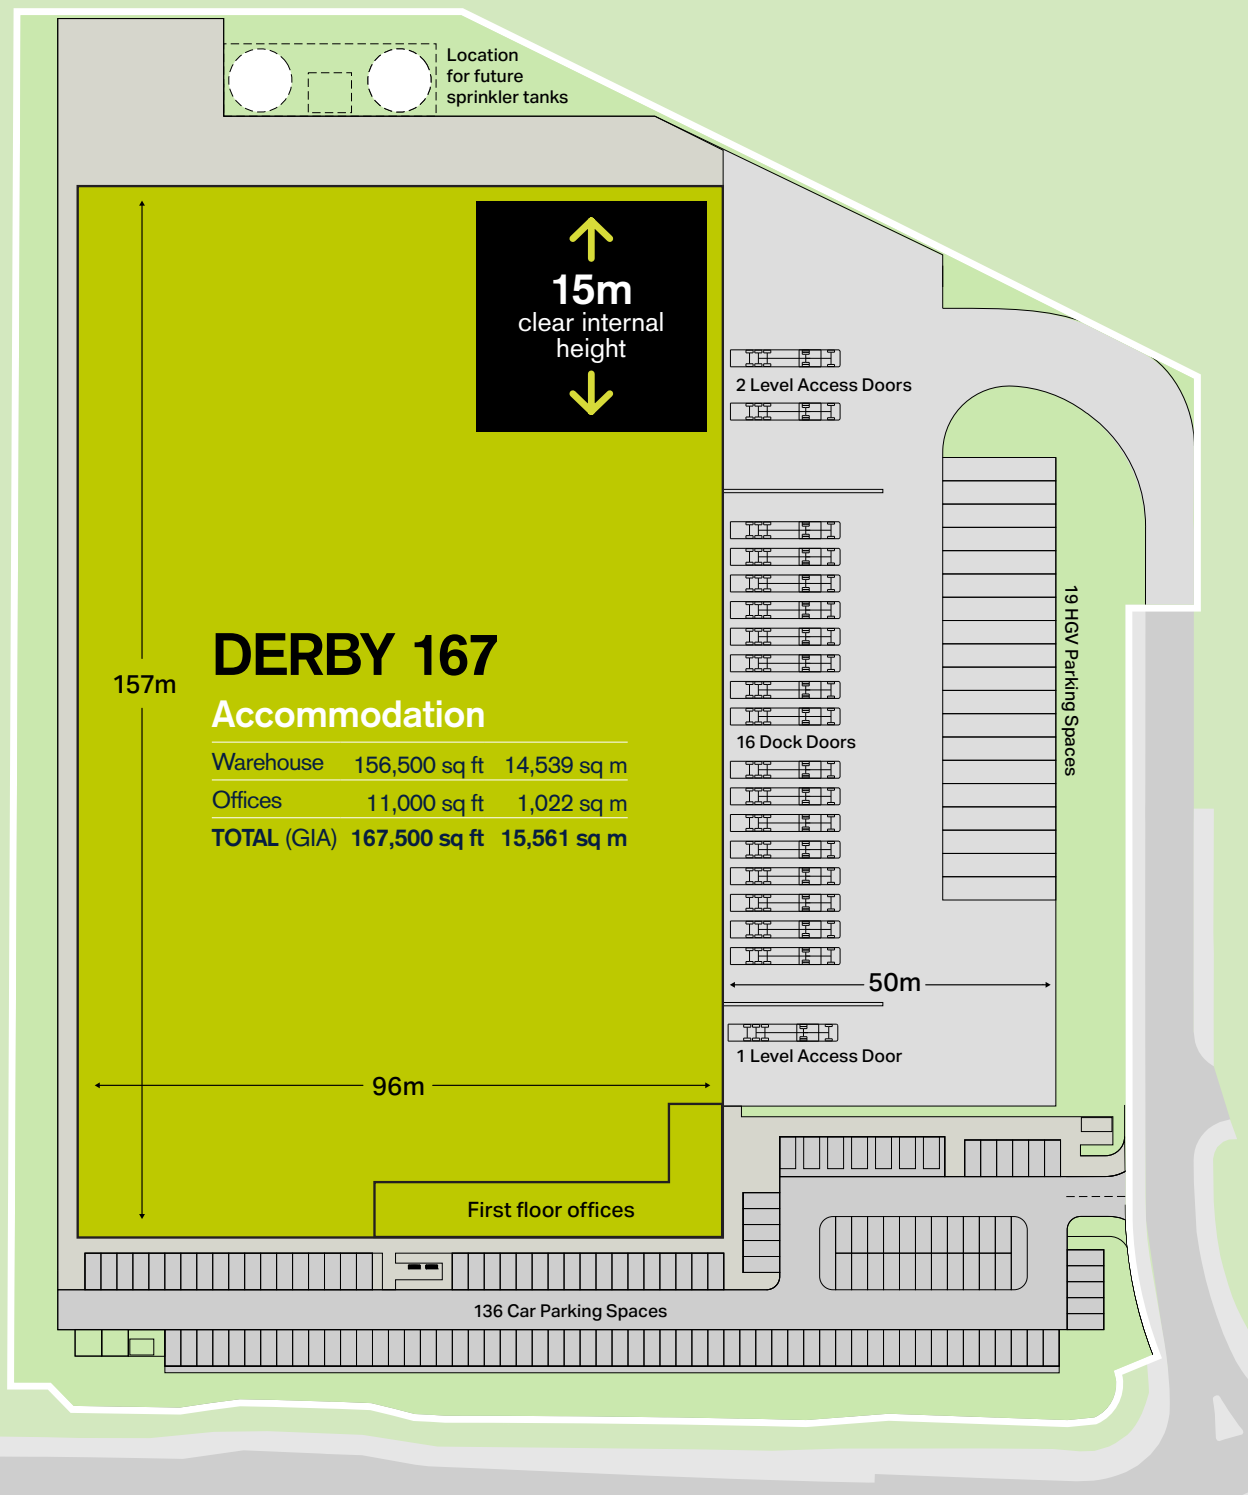 Location
for future
sprinkler tanks
15m
clear internal
height
2 Level Access Doors
19 HGV Parking Spaces
DERBY 167
157m
Accommodation
16 Dock Doors
Warehouse 156,500 sq ft 14,539 sq m
Offices 11,000 sq ft 1,022 sq m
TOTAL (GIA) 167,500 sq ft 15,561 sq m
50m
1 Level Access Door
96m
First floor offices
136 Car Parking Spaces